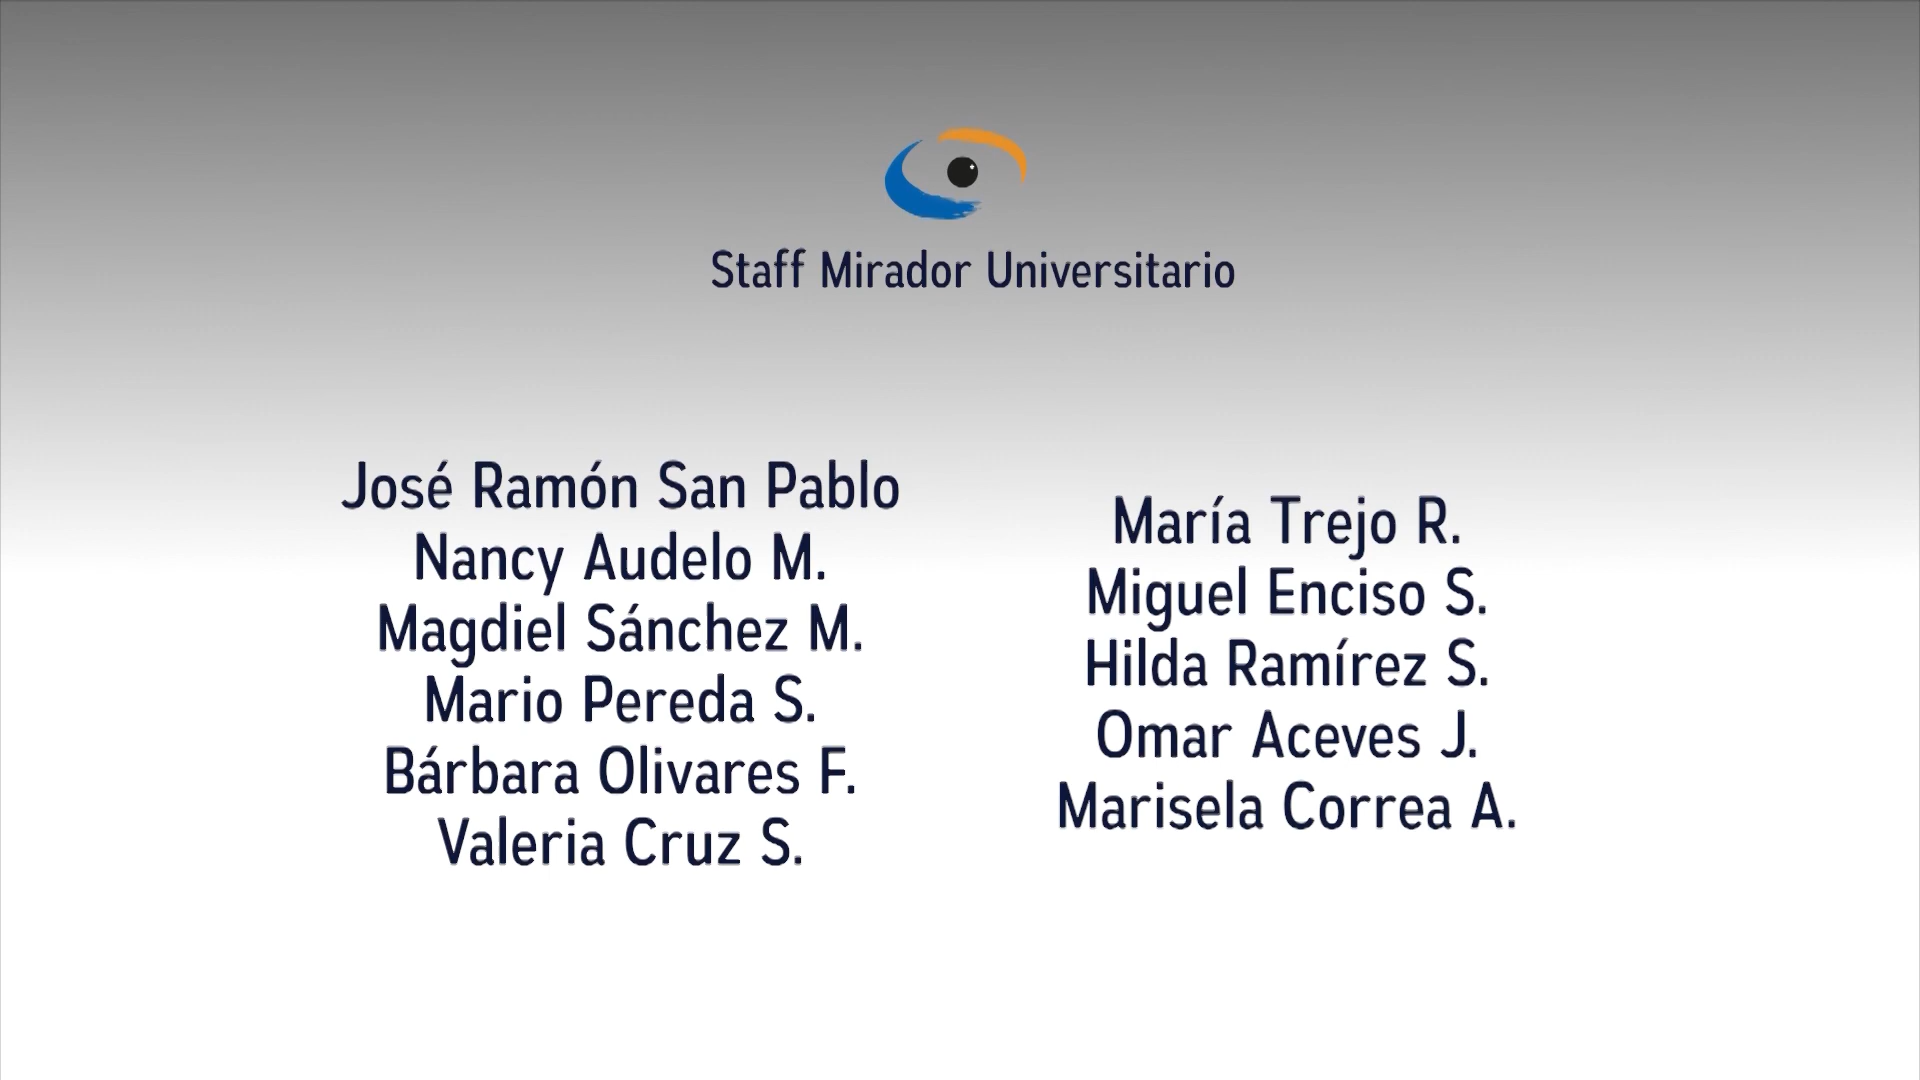 Staff Mirador Universitario
José Ramón San Pablo
Nancy Audelo M.
Magdiel Sánchez M.
Mario Pereda S.
Bárbara Olivares F.
Valeria Cruz S.
María Trejo R.
Miguel Enciso S.
Hilda Ramírez S.
Omar Aceves J.
Marisela Correa A.